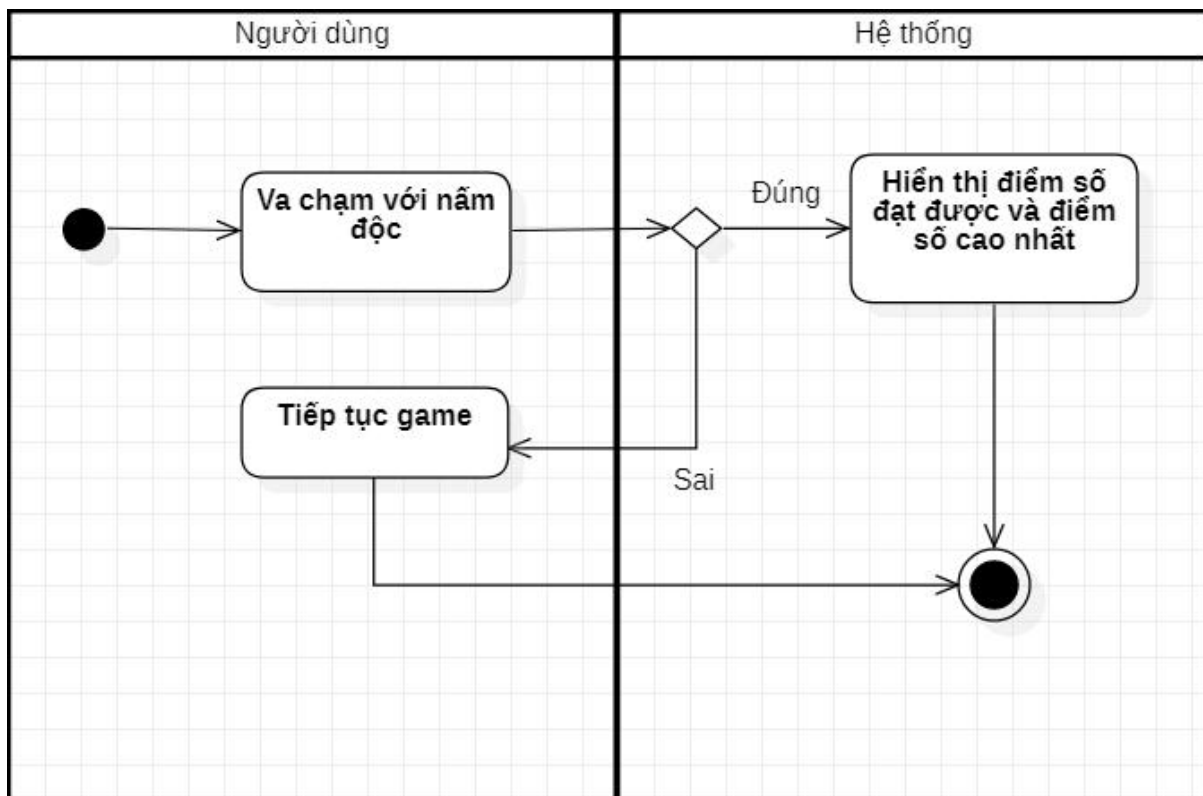 Người dùng
Hệ thống
Va chạm với nấm
độc
Đúng
Hiển thị điểm số
đạt được và điểm
số cao nhất
Tiếp tục game
Sai